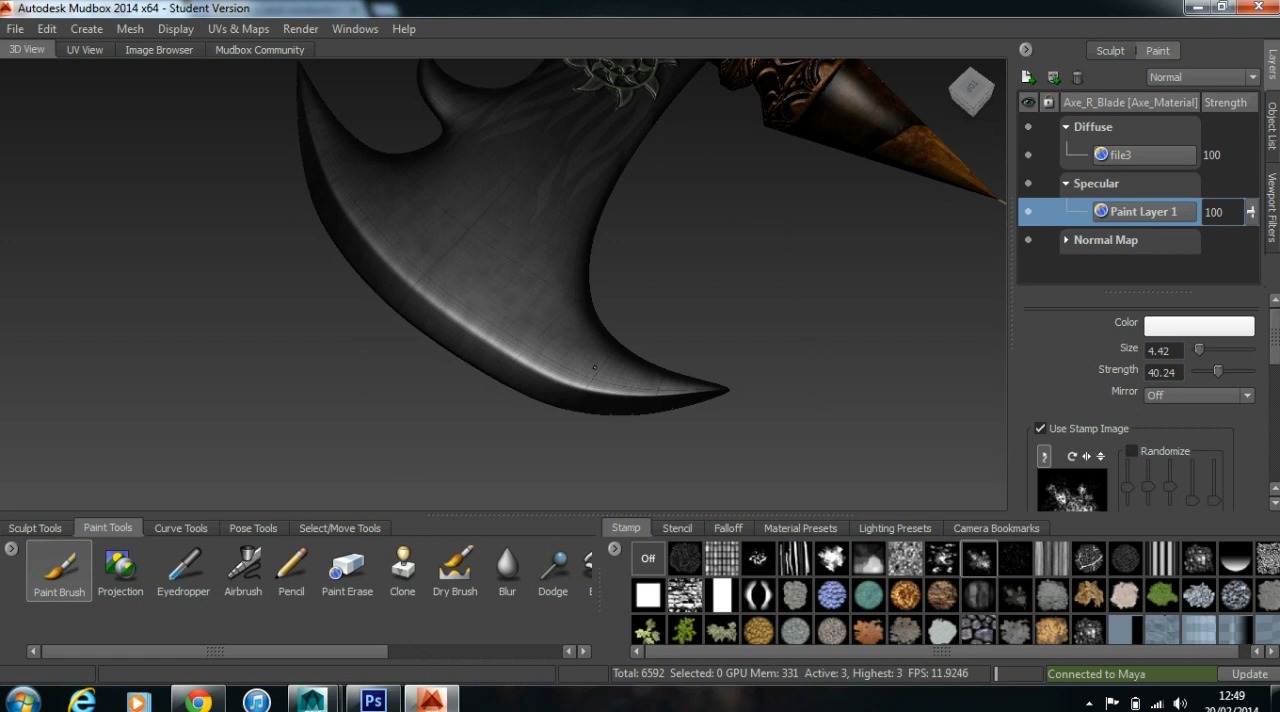 Autodesk Mudbox 2014 x64 - Student Version
File Edit Create Mesh Display UVs & Maps Render Windows Help
3D View UV View Image Browser Mudbox Community
Sculpt Paint
Layers
Normal
Axe_R_Blade [Axe_Material] Strength
Diffuse
file3 100
Specular
Paint Layer 1 100
Normal Map
Object List
Viewport Filters
TOP
Color
Size 4.42
Strength 40.24
Mirror Off
Use Stamp Image
Randomize
Sculpt Tools Paint Tools Curve Tools Pose Tools Select/Move Tools
Stamp Stencil Falloff Material Presets Lighting Presets Camera Bookmarks
Off
Paint Brush Projection Eyedropper Airbrush Pencil Paint Erase Clone Dry Brush Blur Dodge
Total: 6592 Selected: 0 GPU Mem: 331 Active: 3, Highest: 3 FPS: 11.9246
Connected to Maya Update
Ps
12:49
20/02/2014